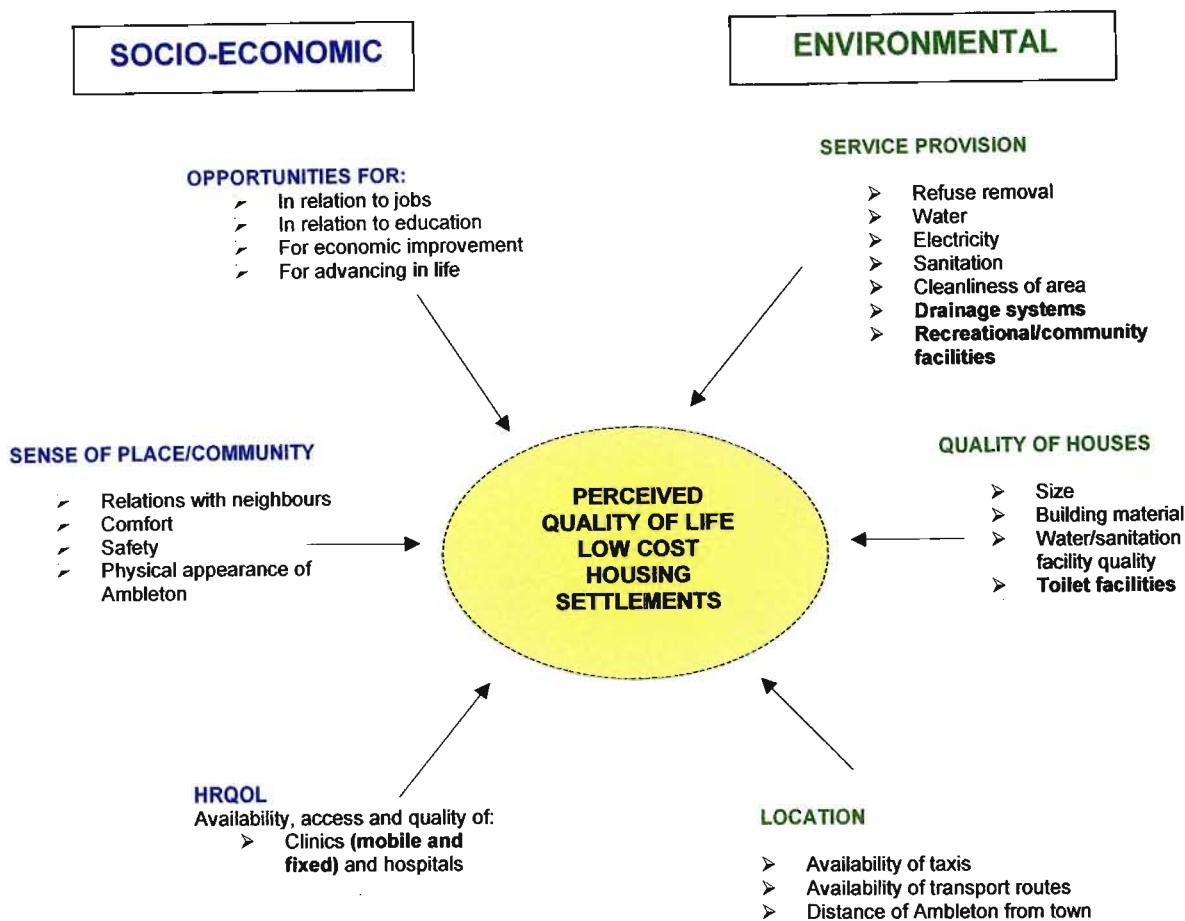 SOCIO-ECONOMIC
ENVIRONMENTAL
OPPORTUNITIES FOR:
➢ In relation to jobs
➢ In relation to education
➢ For economic improvement
➢ For advancing in life
SERVICE PROVISION
➢ Refuse removal
➢ Water
➢ Electricity
➢ Sanitation
➢ Cleanliness of area
➢ Drainage systems
➢ Recreational/community
facilities
SENSE OF PLACE/COMMUNITY
➢ Relations with neighbours
➢ Comfort
➢ Safety
➢ Physical appearance of
Ambleton
PERCEIVED
QUALITY OF LIFE
LOW COST
HOUSING
SETTLEMENTS
QUALITY OF HOUSES
➢ Size
➢ Building material
➢ Water/sanitation
facility quality
➢ Toilet facilities
HRQOL
Availability, access and quality of:
➢ Clinics (mobile and
fixed) and hospitals
LOCATION
➢ Availability of taxis
➢ Availability of transport routes
➢ Distance of Ambleton from town